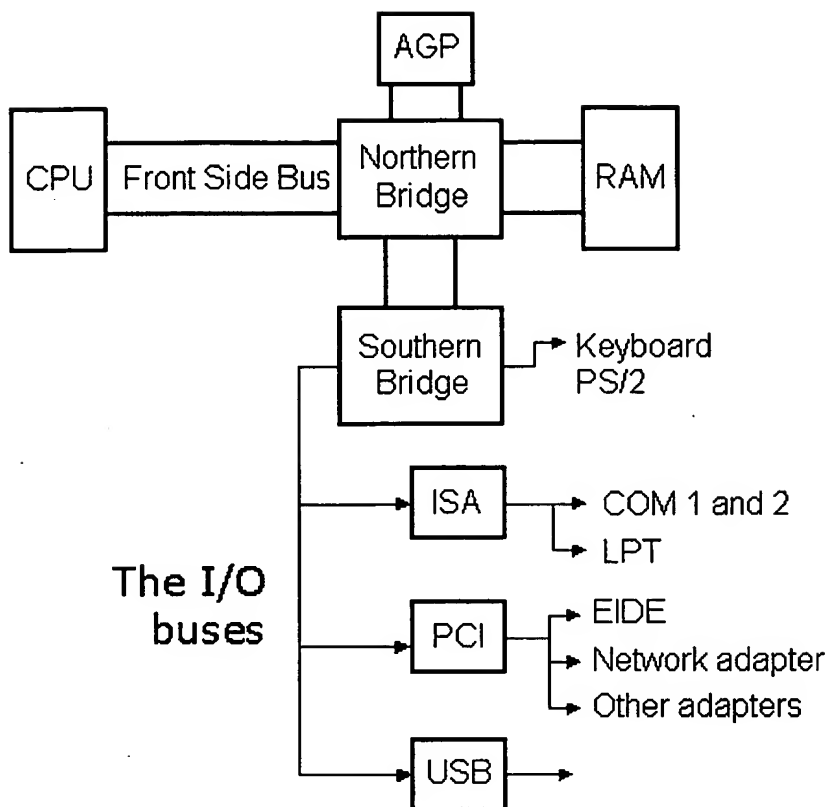 AGP
CPU
Front Side Bus
Northern
Bridge
RAM
Southern
Bridge
Keyboard
PS/2
ISA
COM 1 and 2
LPT
The I/O
buses
PCI
EIDE
Network adapter
Other adapters
USB